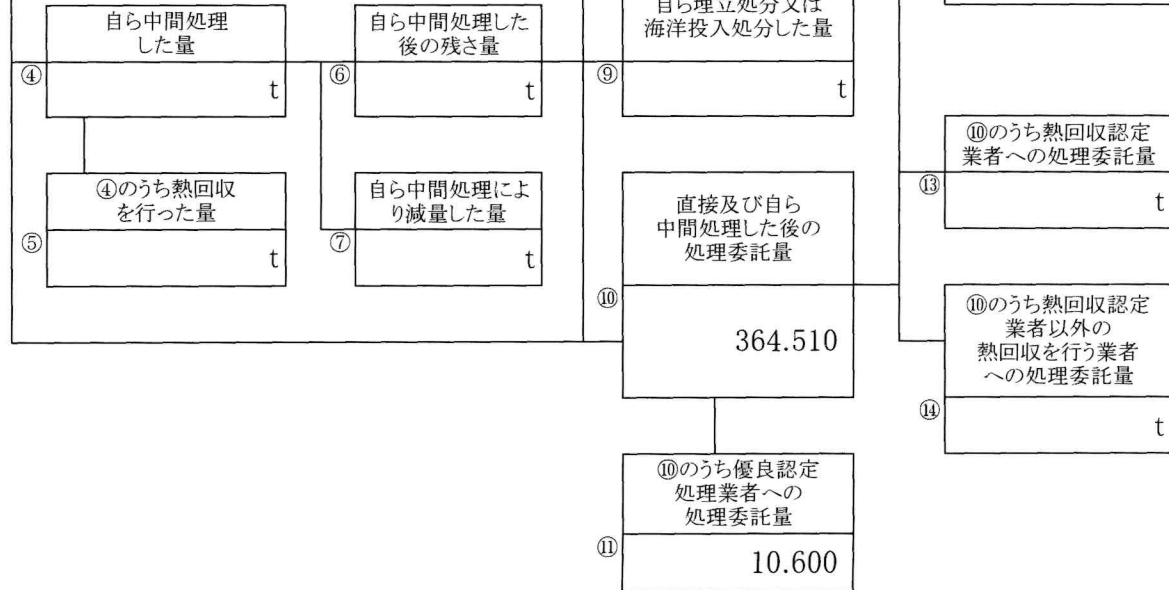 自ら中間処理
した量
④
t
自ら中間処理した
後の残さ量
⑥
t
自ら埋立処分又は
海洋投入処分した量
⑨
t
④のうち熱回収
を行った量
⑤
t
自ら中間処理によ
り減量した量
⑦
t
直接及び自ら
中間処理した後の
処理委託量
⑩
364.510
⑩のうち熱回収認定
業者への処理委託量
⑬
t
⑩のうち熱回収認定
業者以外の
熱回収を行う業者
への処理委託量
⑭
t
⑩のうち優良認定
処理業者への
処理委託量
⑪
10.600